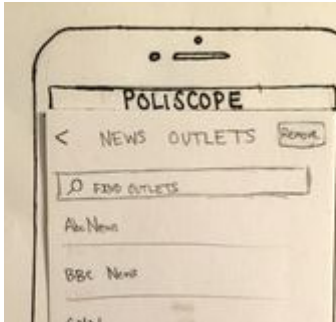 POLISCOPE
< NEWS OUTLETS Remove
FIND OUTLETS
Abc News
BBC News